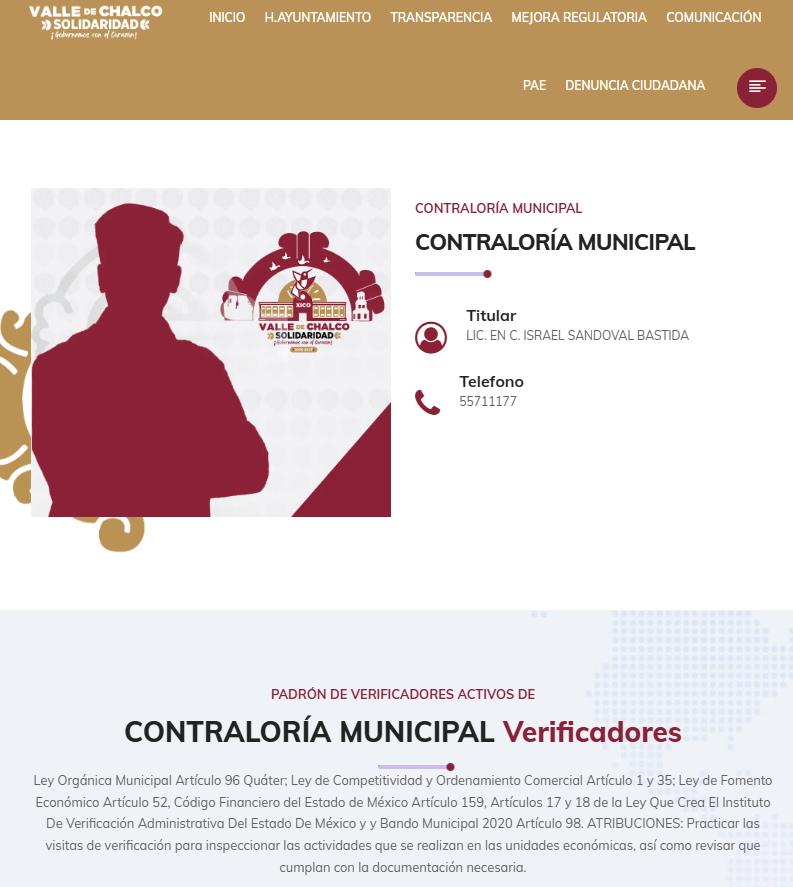 VALLE DE CHALCO
SOLIDARIDAD
¡Gobernemos con el Corazón!
INICIO H.AYUNTAMIENTO TRANSPARENCIA MEJORA REGULATORIA COMUNICACIÓN
PAE DENUNCIA CIUDADANA
XICO
VALLE DE CHALCO
SOLIDARIDAD
¡Gobernemos con el Corazón!
CONTRALORÍA MUNICIPAL
CONTRALORÍA MUNICIPAL
Titular
LIC. EN C. ISRAEL SANDOVAL BASTIDA
Telefono
55711177
PADRÓN DE VERIFICADORES ACTIVOS DE
CONTRALORÍA MUNICIPAL Verificadores
Ley Orgánica Municipal Artículo 96 Quáter; Ley de Competitividad y Ordenamiento Comercial Artículo 1 y 35; Ley de Fomento
Económico Artículo 52, Código Financiero del Estado de México Artículo 159, Artículos 17 y 18 de la Ley Que Crea El Instituto
De Verificación Administrativa Del Estado De México y y Bando Municipal 2020 Artículo 98. ATRIBUCIONES: Practicar las
visitas de verificación para inspeccionar las actividades que se realizan en las unidades económicas, así como revisar que
cumplan con la documentación necesaria.